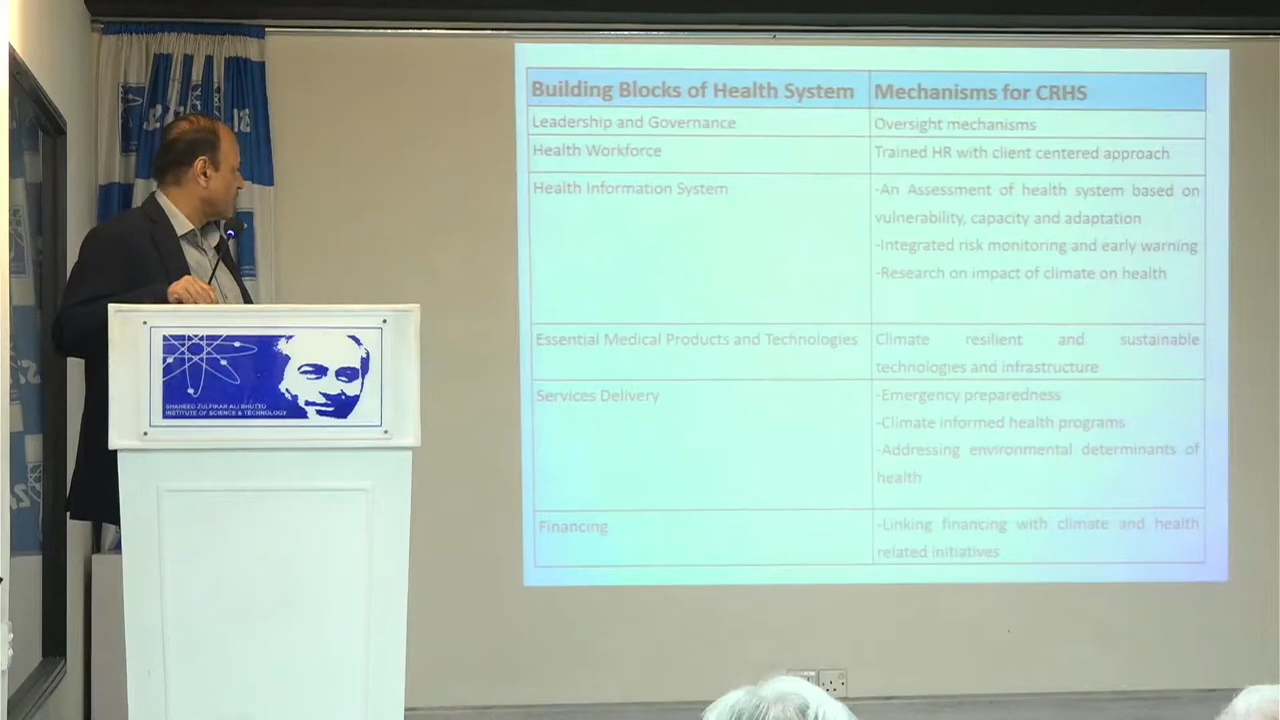 Building Blocks of Health System
Mechanisms for CRHS
Leadership and Governance
Oversight mechanisms
Health Workforce
Trained HR with client centered approach
Health Information System
-An Assessment of health system based on
vulnerability, capacity and adaptation
-Integrated risk monitoring and early warning
-Research on impact of climate on health
Essential Medical Products and Technologies
Climate resilient and sustainable
technologies and infrastructure
Services Delivery
-Emergency preparedness
-Climate informed health programs
-Addressing environmental determinants of
health
Financing
-Linking financing with climate and health
related initiatives
SHAHEED ZULFIKAR ALI BHUTTO
INSTITUTE OF SCIENCE & TECHNOLOGY